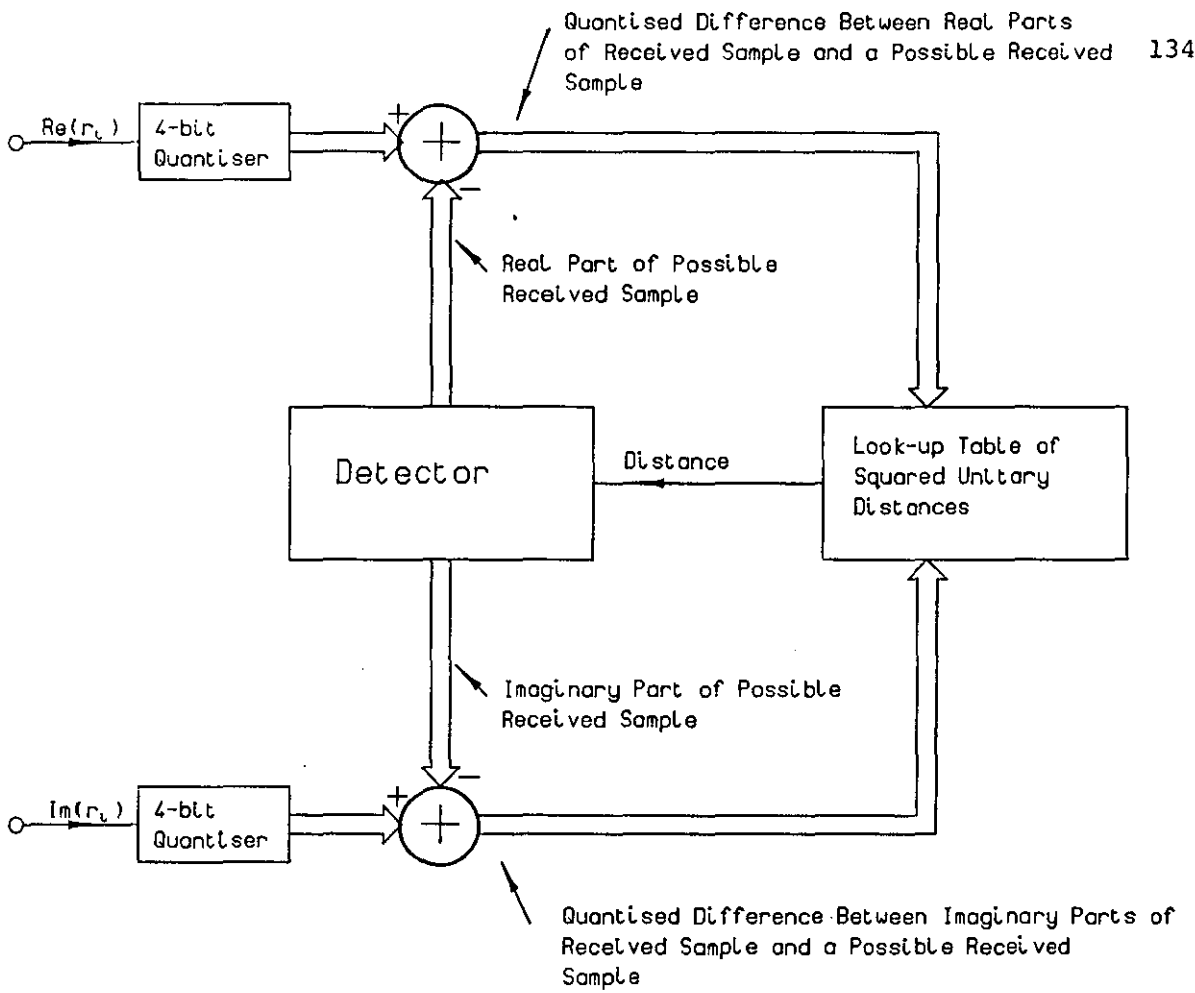 Quantised Difference Between Real Parts
of Received Sample and a Possible Received 134
Sample
Re(rᵢ)
4-bit
Quantiser
+
+
−
Real Part of Possible
Received Sample
Detector
Distance
Look-up Table of
Squared Unitary
Distances
Imaginary Part of Possible
Received Sample
Im(rᵢ)
4-bit
Quantiser
+
+
−
Quantised Difference Between Imaginary Parts of
Received Sample and a Possible Received
Sample